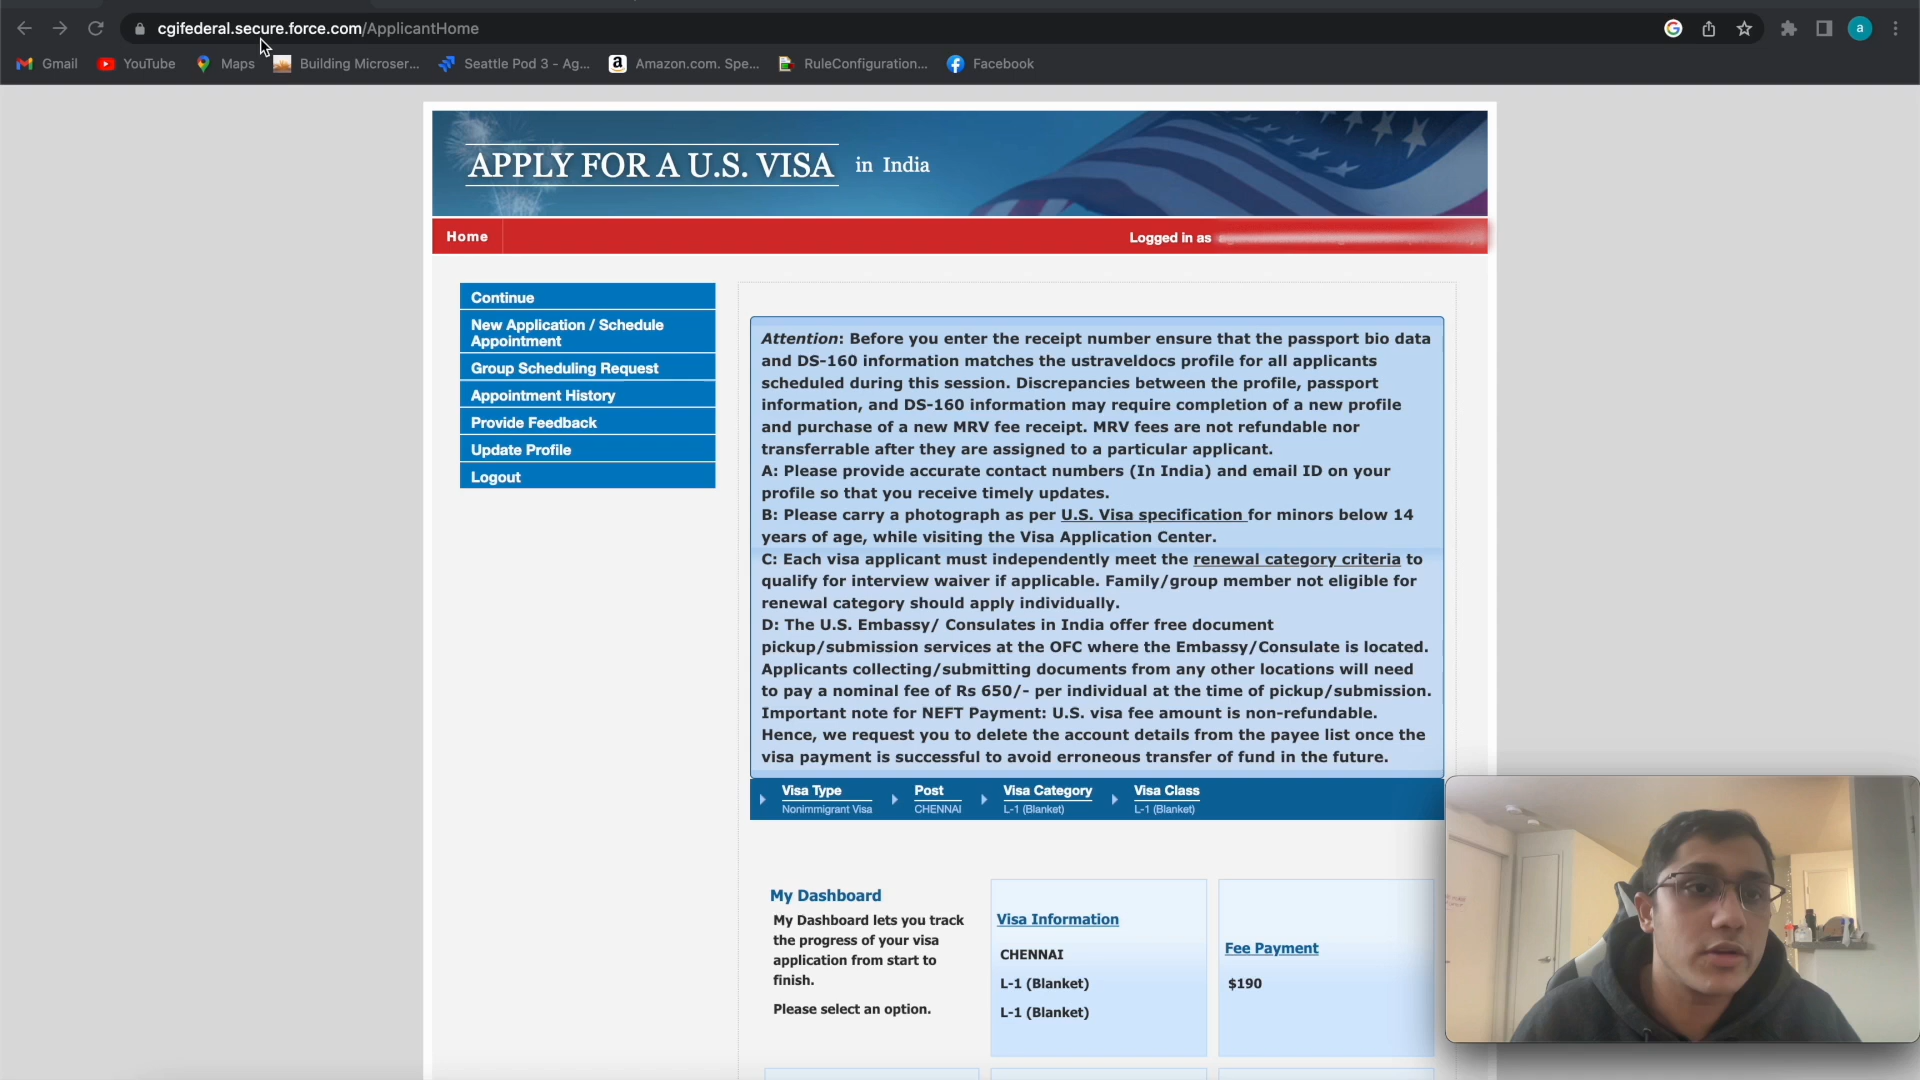 cgifederal.secure.force.com/ApplicantHome
a
Gmail
YouTube
Maps
Building Microser...
Seattle Pod 3 - Ag...
Amazon.com. Spe...
RuleConfiguration...
Facebook
APPLY FOR A U.S. VISA in India
Home
Logged in as
Continue
New Application / Schedule
Appointment
Group Scheduling Request
Appointment History
Provide Feedback
Update Profile
Logout
Attention: Before you enter the receipt number ensure that the passport bio data
and DS-160 information matches the ustraveldocs profile for all applicants
scheduled during this session. Discrepancies between the profile, passport
information, and DS-160 information may require completion of a new profile
and purchase of a new MRV fee receipt. MRV fees are not refundable nor
transferrable after they are assigned to a particular applicant.
A: Please provide accurate contact numbers (In India) and email ID on your
profile so that you receive timely updates.
B: Please carry a photograph as per U.S. Visa specification for minors below 14
years of age, while visiting the Visa Application Center.
C: Each visa applicant must independently meet the renewal category criteria to
qualify for interview waiver if applicable. Family/group member not eligible for
renewal category should apply individually.
D: The U.S. Embassy/ Consulates in India offer free document
pickup/submission services at the OFC where the Embassy/Consulate is located.
Applicants collecting/submitting documents from any other locations will need
to pay a nominal fee of Rs 650/- per individual at the time of pickup/submission.
Important note for NEFT Payment: U.S. visa fee amount is non-refundable.
Hence, we request you to delete the account details from the payee list once the
visa payment is successful to avoid erroneous transfer of fund in the future.
Visa Type
Nonimmigrant Visa
Post
CHENNAI
Visa Category
L-1 (Blanket)
Visa Class
L-1 (Blanket)
My Dashboard
My Dashboard lets you track
the progress of your visa
application from start to
finish.
Please select an option.
Visa Information
CHENNAI
L-1 (Blanket)
L-1 (Blanket)
Fee Payment
$190